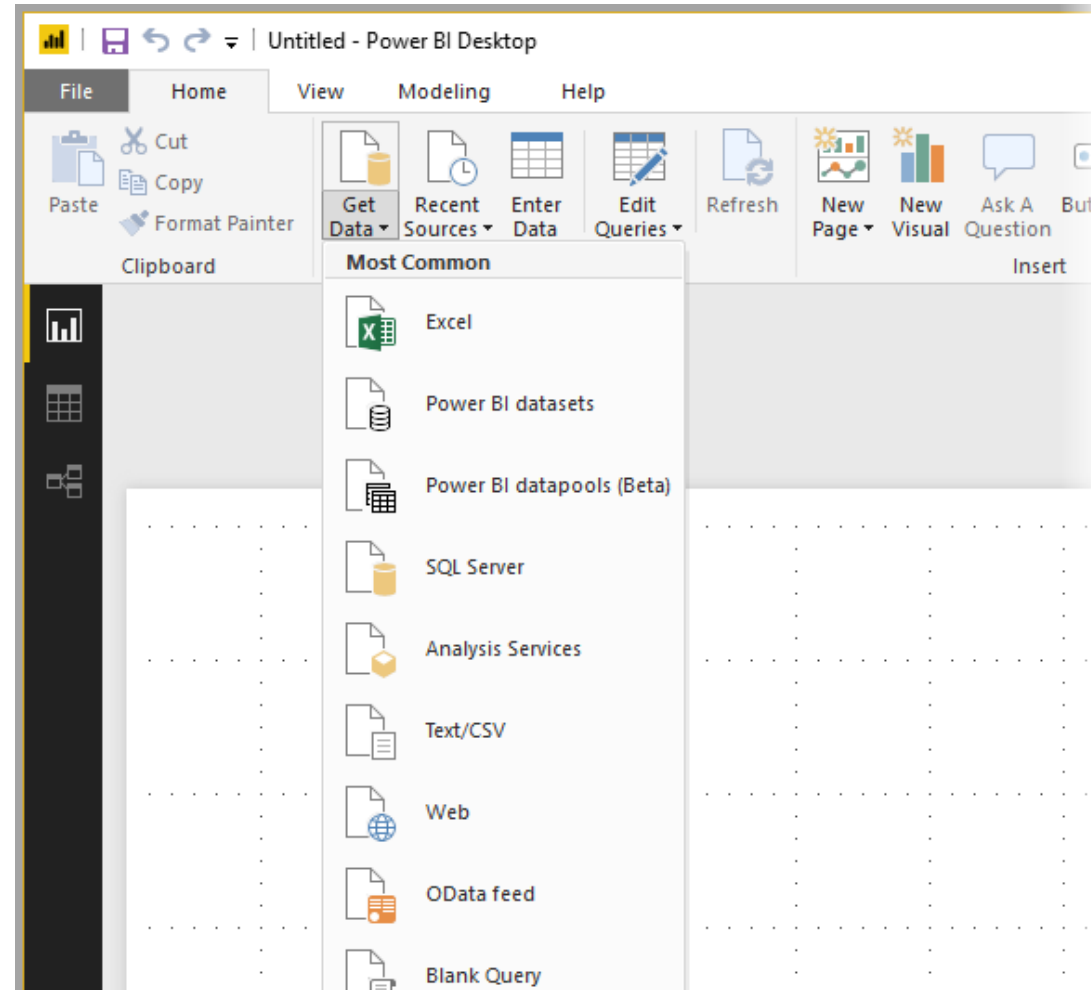 Untitled - Power BI Desktop
File Home View Modeling Help
Paste
Cut
Copy
Format Painter
Clipboard
Get
Data
Recent
Sources
Enter
Data
Edit
Queries
Refresh
New
Page
New
Visual
Ask A
Question
But
Insert
Most Common
Excel
Power BI datasets
Power BI datapools (Beta)
SQL Server
Analysis Services
Text/CSV
Web
OData feed
Blank Query